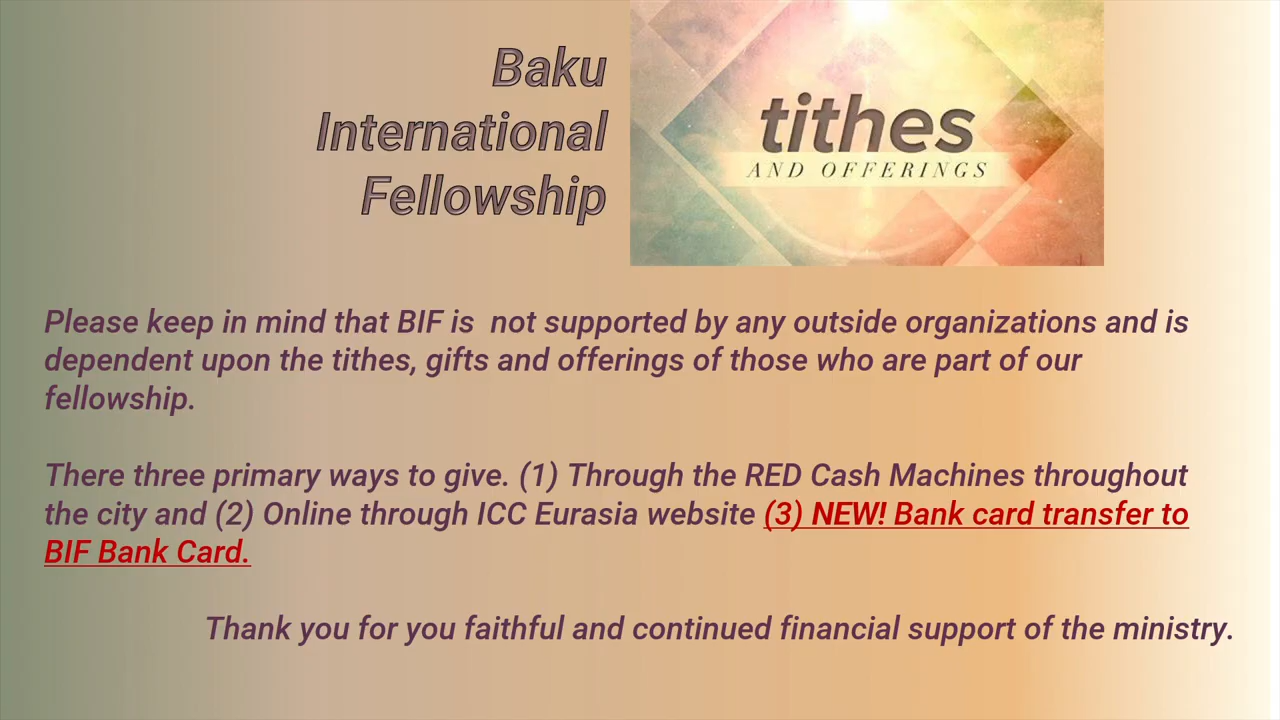 Baku
International
Fellowship
tithes
AND OFFERINGS
Please keep in mind that BIF is  not supported by any outside organizations and is
dependent upon the tithes, gifts and offerings of those who are part of our
fellowship.
There three primary ways to give. (1) Through the RED Cash Machines throughout
the city and (2) Online through ICC Eurasia website (3) NEW! Bank card transfer to
BIF Bank Card.
Thank you for you faithful and continued financial support of the ministry.